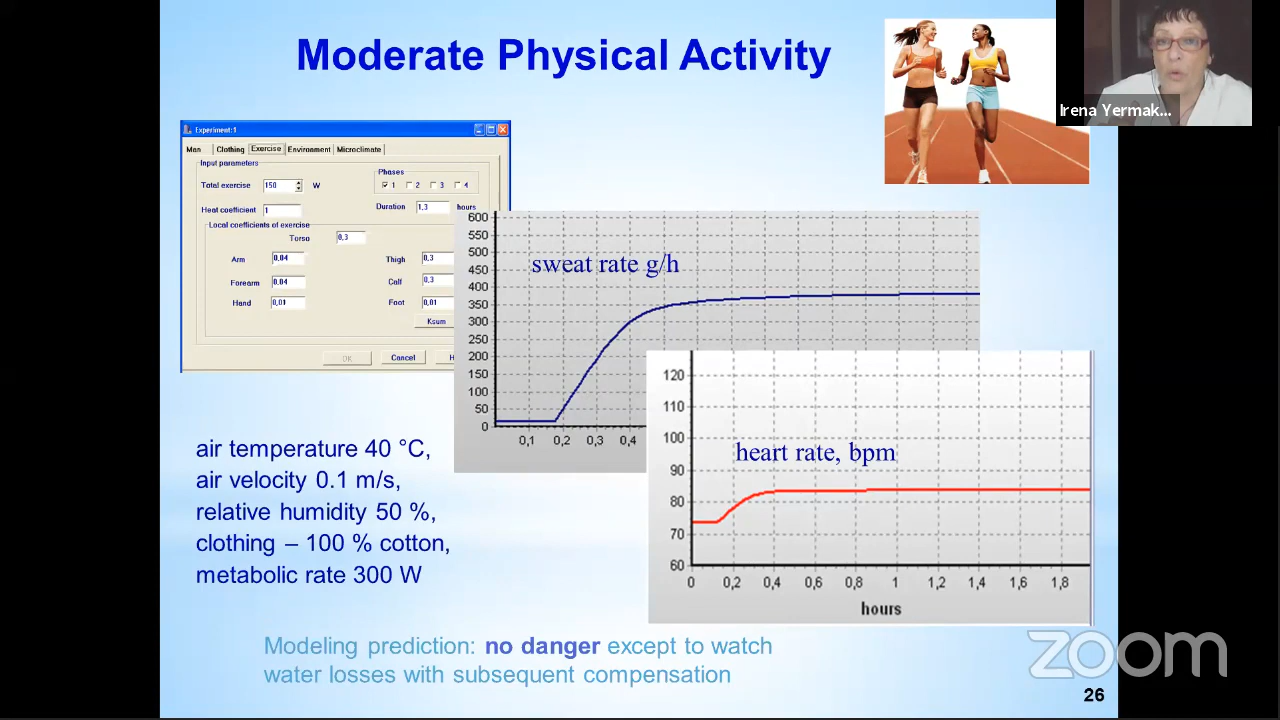 Moderate Physical Activity
Irena Yermak...
Experiment:1
Man Clothing Exercise Environment Microclimate
Input parameters
Total exercise 150 W
Phases
1 2 3 4
Heat coefficient 1
Duration 1,3 hours
Local coefficients of exercise
Torso 0,3
Arm 0,04 Thigh 0,3
Forearm 0,04 Calf 0,3
Hand 0,01 Foot 0,01
Ksum
OK Cancel H
sweat rate g/h
600
550
500
450
400
350
300
250
200
150
100
50
0
0,1 0,2 0,3 0,4
heart rate, bpm
120
110
100
90
80
70
60
0 0,2 0,4 0,6 0,8 1 1,2 1,4 1,6 1,8
hours
air temperature 40 °C,
air velocity 0.1 m/s,
relative humidity 50 %,
clothing – 100 % cotton,
metabolic rate 300 W
Modeling prediction: no danger except to watch
water losses with subsequent compensation
zoom
26